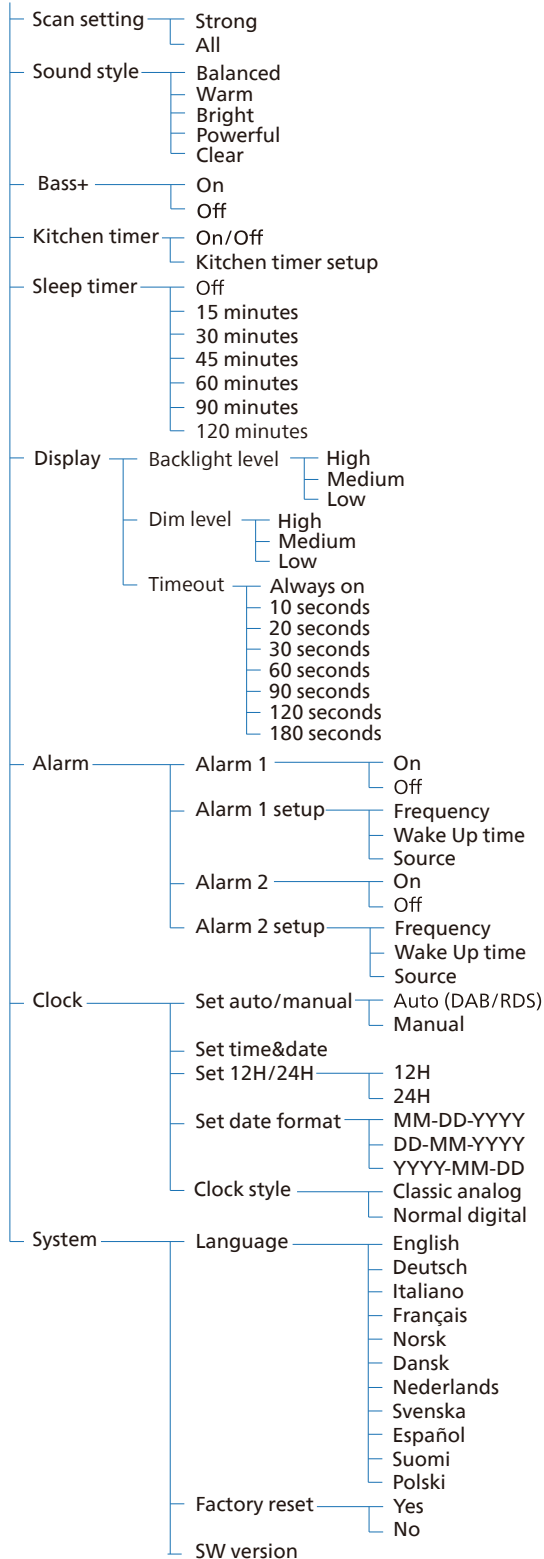 Scan setting Strong
All
Sound style Balanced
Warm
Bright
Powerful
Clear
Bass+ On
Off
Kitchen timer On/Off
Kitchen timer setup
Sleep timer Off
15 minutes
30 minutes
45 minutes
60 minutes
90 minutes
120 minutes
Display Backlight level High
Medium
Low
Dim level High
Medium
Low
Timeout Always on
10 seconds
20 seconds
30 seconds
60 seconds
90 seconds
120 seconds
180 seconds
Alarm Alarm 1 On
Off
Alarm 1 setup Frequency
Wake Up time
Source
Alarm 2 On
Off
Alarm 2 setup Frequency
Wake Up time
Source
Clock Set auto/manual Auto (DAB/RDS)
Manual
Set time&date
Set 12H/24H 12H
24H
Set date format MM-DD-YYYY
DD-MM-YYYY
YYYY-MM-DD
Clock style Classic analog
Normal digital
System Language English
Deutsch
Italiano
Français
Norsk
Dansk
Nederlands
Svenska
Español
Suomi
Polski
Factory reset Yes
No
SW version